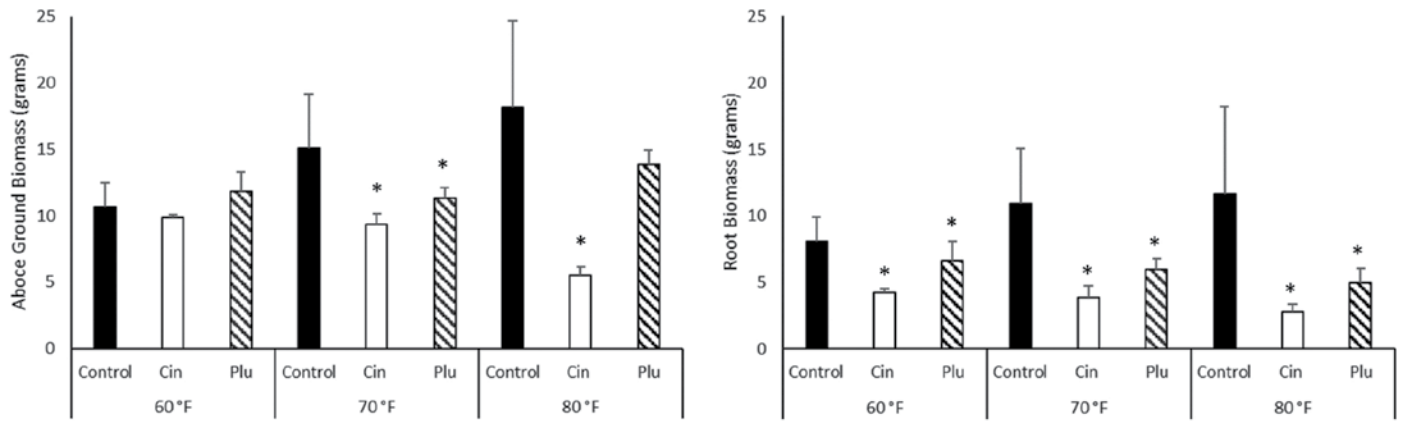 Aboce Ground Biomass (grams)
25
20
15
10
5
0
* * *
Control Cin Plu Control Cin Plu Control Cin Plu
60°F 70°F 80°F
Root Biomass (grams)
25
20
15
10
5
0
* * * * * *
Control Cin Plu Control Cin Plu Control Cin Plu
60°F 70°F 80°F